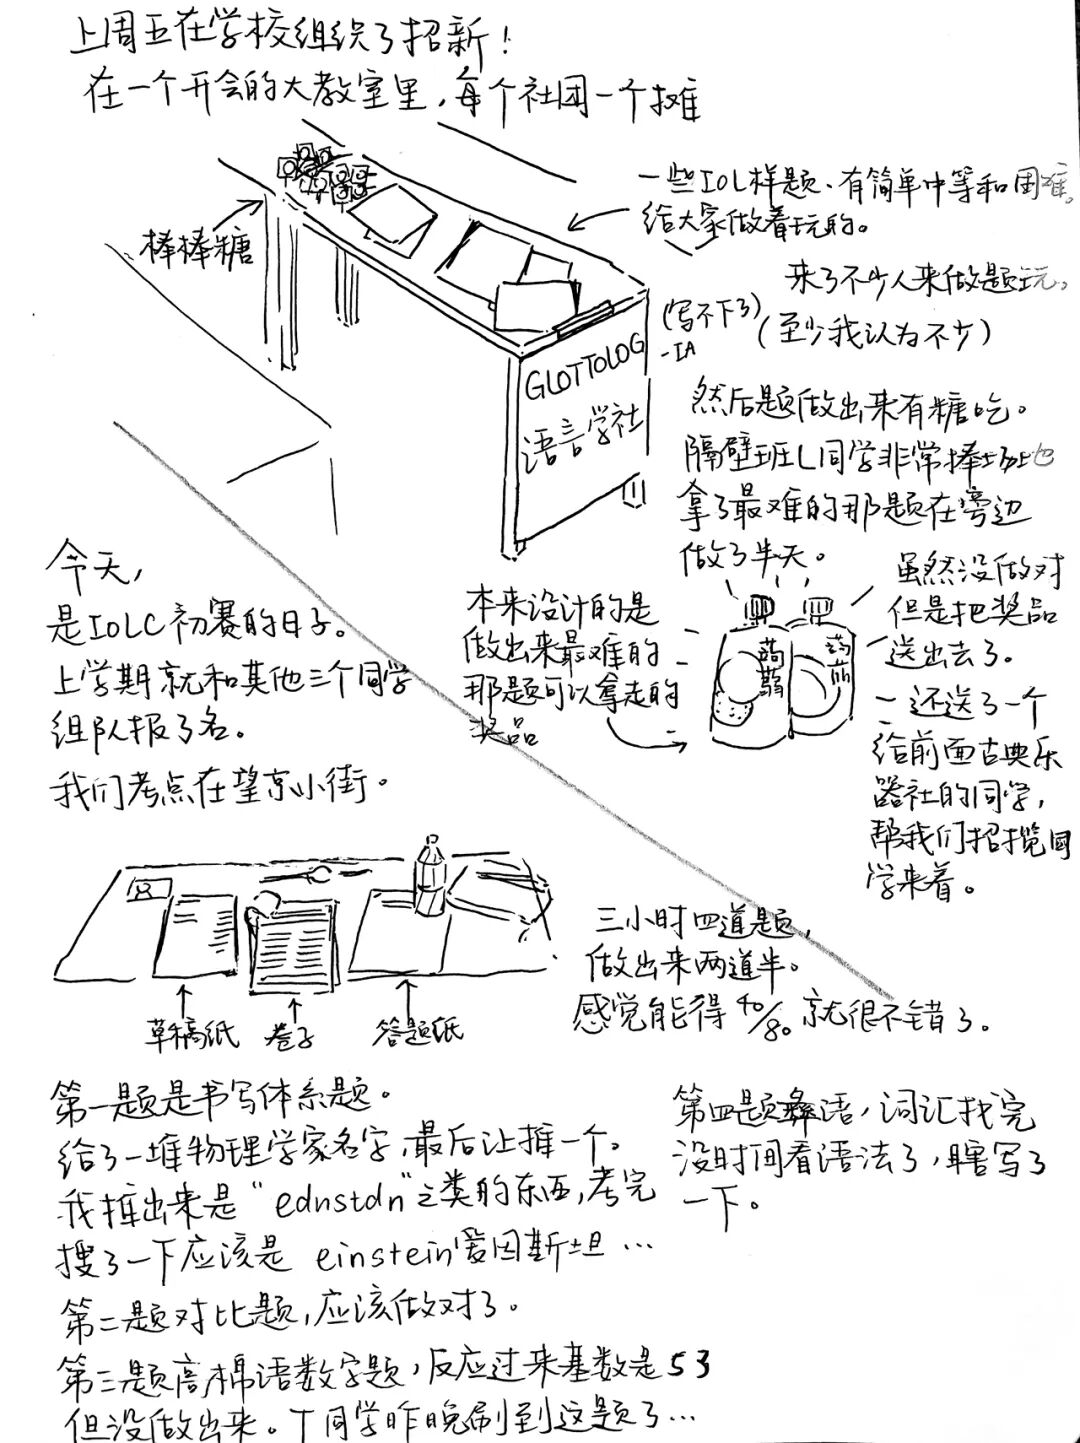 上周五在学校组织了招新！
在一个开会的大教室里，每个社团一个摊
棒棒糖
一些IOL样题、有简单中等和困难。
给大家做着玩的。
来了不少人来做题玩。
(至少我认为不少)
(写不下了)
-IA
GLOTTOLOG
语言学社
然后题做出来有糖吃。
隔壁班L同学非常捧场地
拿了最难的那题在旁边
做了半天。
虽然没做对
但是把奖品
送出去了。
本来设计的是
做出来最难的
那题可以拿走的
奖品
蒟蒻
蒟蒻
还送了一个
给前面古典乐
器社的同学，
帮我们招揽同
学来着。
今天，
是IOLC初赛的日子。
上学期就和其他三个同学
组队报了名。
我们考点在望京小街。
草稿纸
卷子
答题纸
三小时四道题，
做出来两道半。
感觉能得40/80就很不错了。
第一题是书写体系题。
给了一堆物理学家名字，最后让推一个。
我推出来是“ednstdn”之类的东西，考完
搜了一下应该是 einstein爱因斯坦…
第二题对比题，应该做对了。
第三题高棉语数字题，反应过来基数是53
但没做出来。T同学昨晚刷到这题了…
第四题彝语，词汇找完
没时间看语法了，瞎写了
一下。